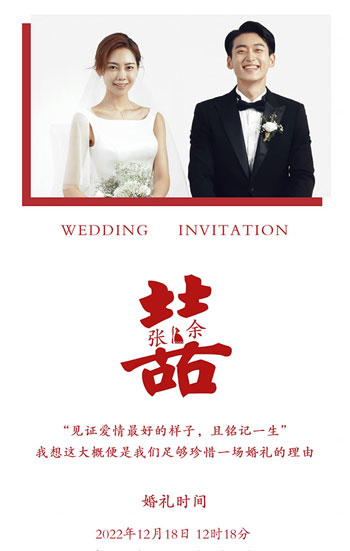 WEDDING INVITATION
囍
张 余
“见证爱情最好的样子，且铭记一生”
我想这大概便是我们足够珍惜一场婚礼的理由
婚礼时间
2022年12月18日 12时18分